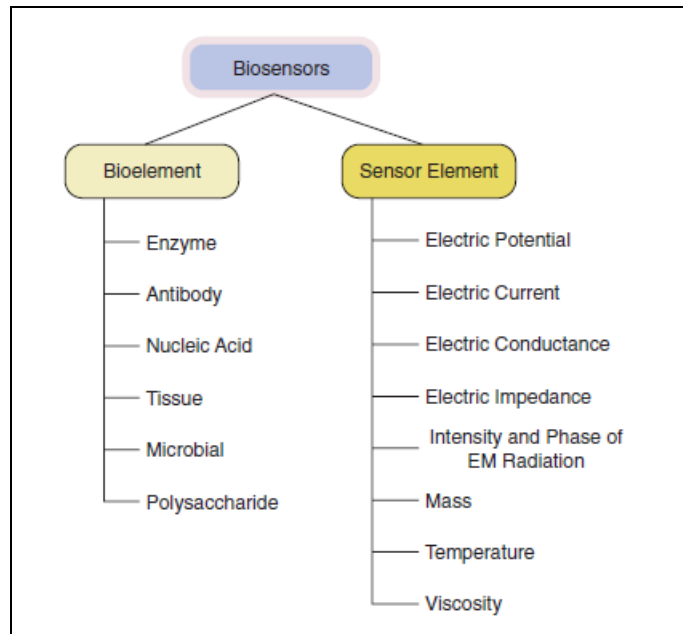 Biosensors
Bioelement
Enzyme
Antibody
Nucleic Acid
Tissue
Microbial
Polysaccharide
Sensor Element
Electric Potential
Electric Current
Electric Conductance
Electric Impedance
Intensity and Phase of
EM Radiation
Mass
Temperature
Viscosity